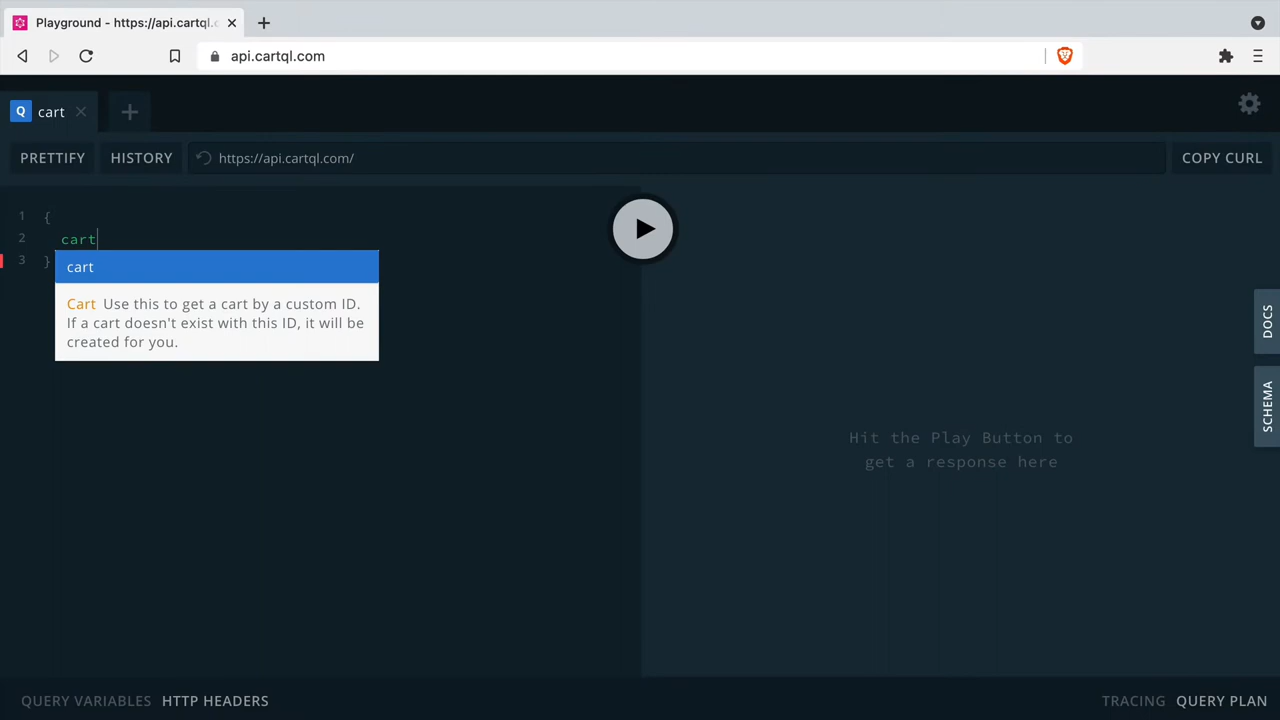 Playground - https://api.cartql.c
api.cartql.com
Q cart
PRETTIFY
HISTORY
https://api.cartql.com/
COPY CURL
1 {
2 cart
3 }
cart
Cart Use this to get a cart by a custom ID.
If a cart doesn't exist with this ID, it will be
created for you.
Hit the Play Button to
get a response here
DOCS
SCHEMA
QUERY VARIABLES
HTTP HEADERS
TRACING
QUERY PLAN